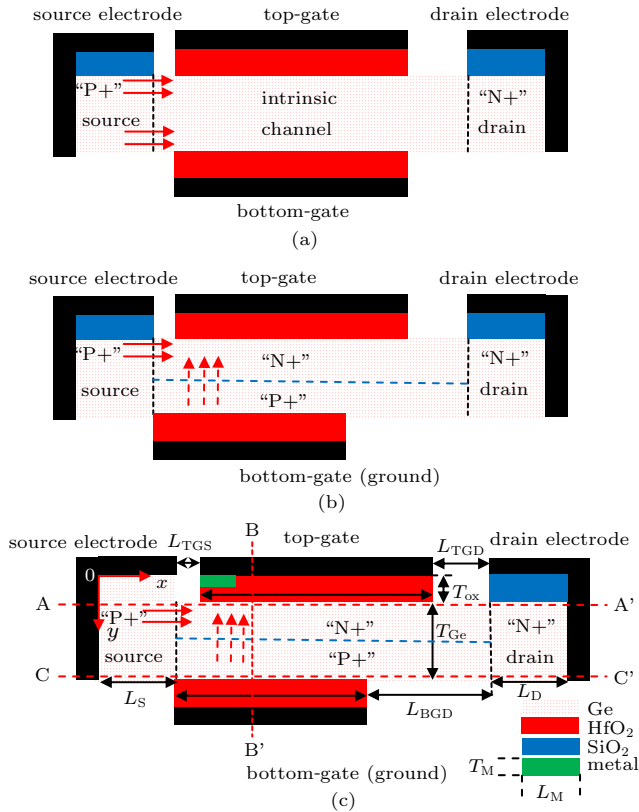 source electrode top-gate drain electrode
“P+” “N+”
intrinsic
source channel drain
bottom-gate
(a)
source electrode top-gate drain electrode
“P+” “N+” “N+”
source “P+” drain
bottom-gate (ground)
(b)
B
L_TGS L_TGD
source electrode top-gate drain electrode
0 x T_ox
A A’
“P+” y “N+” T_Ge “N+”
source “P+” drain
C C’
L_S L_BGD L_D
Ge
HfO₂
B’ SiO₂
bottom-gate (ground) T_M metal
L_M
(c)